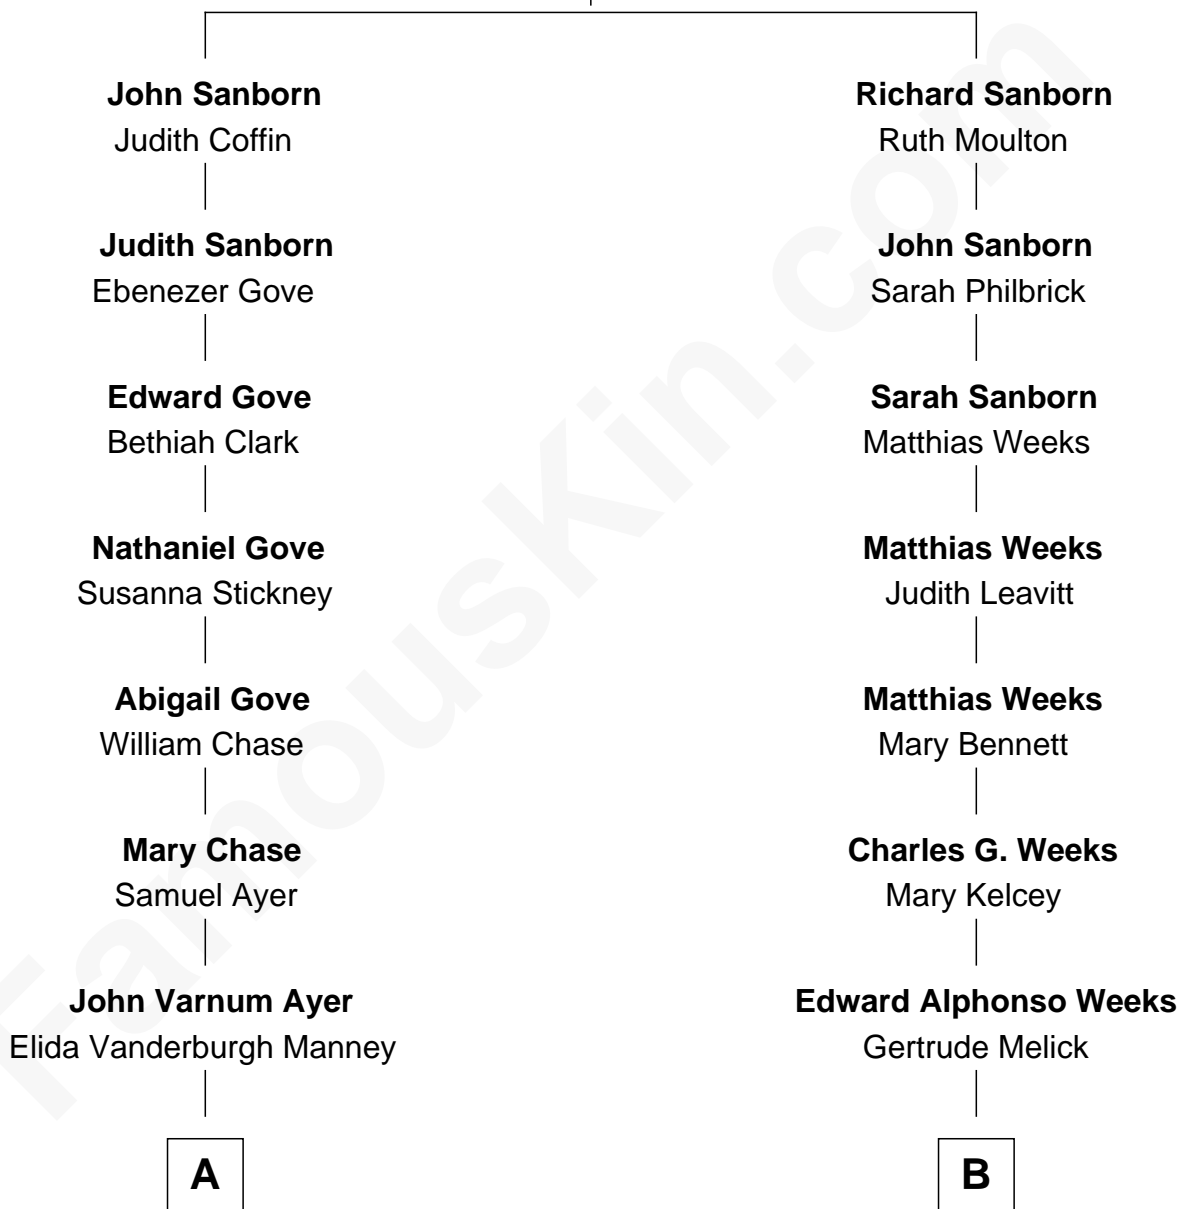 John Sanborn
Judith Coffin
Richard Sanborn
Ruth Moulton
Judith Sanborn
Ebenezer Gove
John Sanborn
Sarah Philbrick
Edward Gove
Bethiah Clark
Sarah Sanborn
Matthias Weeks
Nathaniel Gove
Susanna Stickney
Matthias Weeks
Judith Leavitt
Abigail Gove
William Chase
Matthias Weeks
Mary Bennett
Mary Chase
Samuel Ayer
Charles G. Weeks
Mary Kelcey
John Varnum Ayer
Elida Vanderburgh Manney
Edward Alphonso Weeks
Gertrude Melick
A
B
FamousKin.com